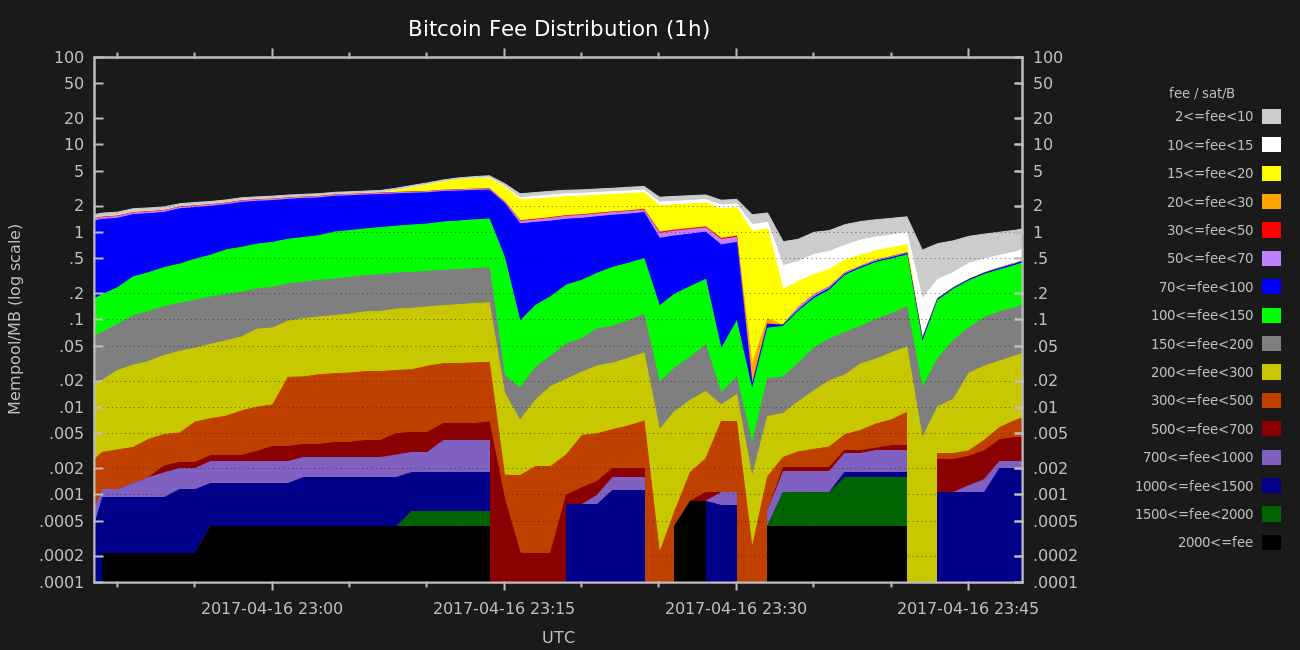 Bitcoin Fee Distribution (1h)
Mempool/MB (log scale)
100
50
20
10
5
2
1
.5
.2
.1
.05
.02
.01
.005
.002
.001
.0005
.0002
.0001
100
50
20
10
5
2
1
.5
.2
.1
.05
.02
.01
.005
.002
.001
.0005
.0002
.0001
2017-04-16 23:00
2017-04-16 23:15
2017-04-16 23:30
2017-04-16 23:45
UTC
fee / sat/B
2<=fee<10
10<=fee<15
15<=fee<20
20<=fee<30
30<=fee<50
50<=fee<70
70<=fee<100
100<=fee<150
150<=fee<200
200<=fee<300
300<=fee<500
500<=fee<700
700<=fee<1000
1000<=fee<1500
1500<=fee<2000
2000<=fee